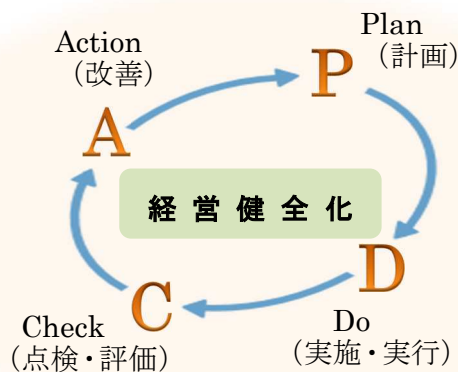 Action
（改善）
Plan
（計画）
P
A
経営健全化
D
C
Do
（実施・実行）
Check
（点検・評価）